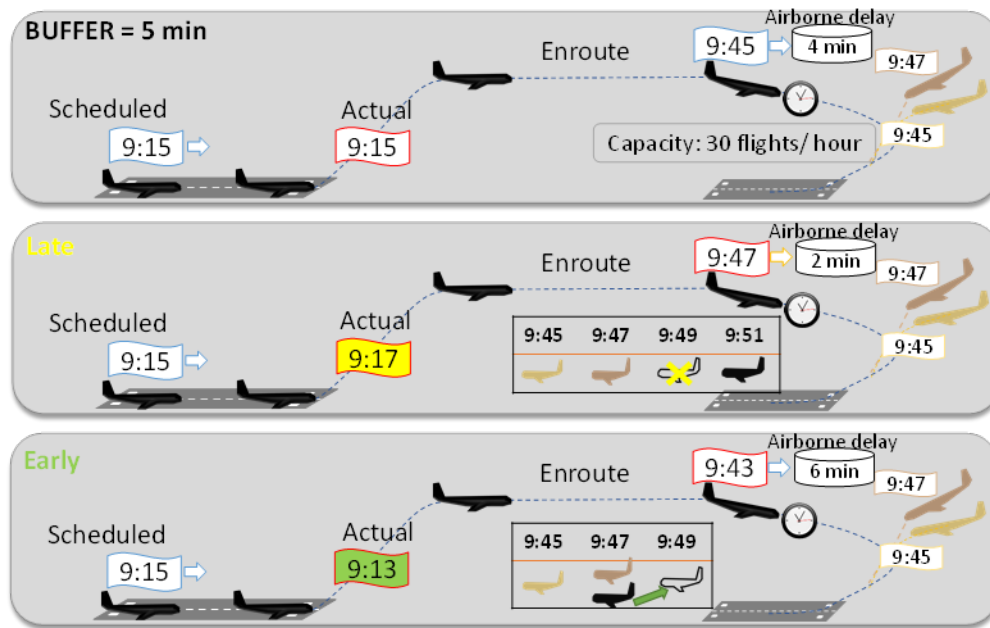 BUFFER = 5 min
Airborne delay
Enroute
9:45
4 min
9:47
Scheduled
Actual
9:15
9:15
Capacity: 30 flights/ hour
9:45
Late
Airborne delay
Enroute
9:47
2 min
9:47
Scheduled
Actual
9:15
9:17
9:45 9:47 9:49 9:51
9:45
Early
Airborne delay
Enroute
9:43
6 min
9:47
Scheduled
Actual
9:15
9:13
9:45 9:47 9:49
9:45